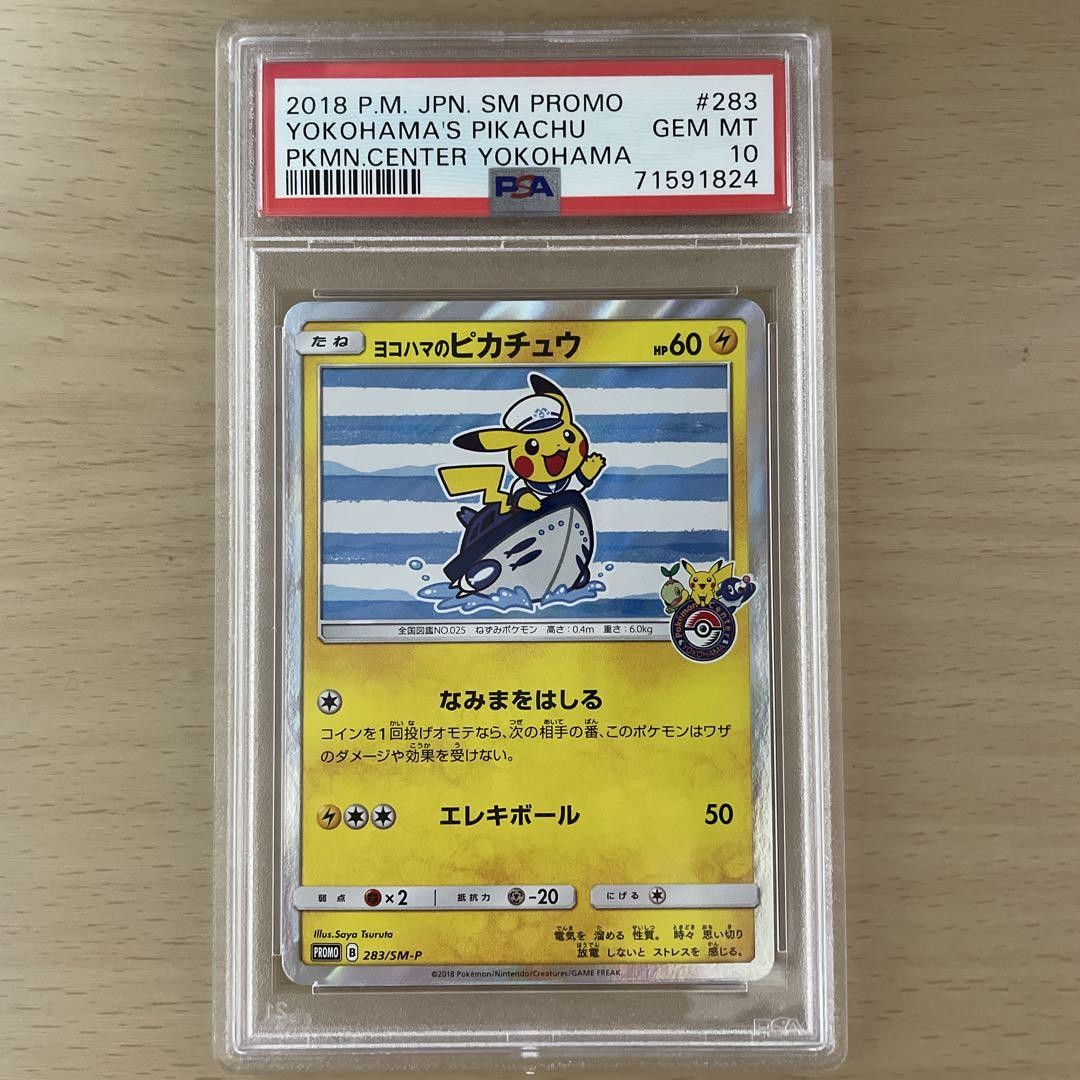 2018 P.M. JPN. SM PROMO #283
YOKOHAMA'S PIKACHU GEM MT
PKMN.CENTER YOKOHAMA 10
71591824
PSA
たね ヨコハマのピカチュウ HP60
Pokémon Center
YOKOHAMA
全国図鑑NO.025 ねずみポケモン 高さ:0.4m 重さ:6.0kg
なみまをはしる
コインを1回投げオモテなら、次の相手の番、このポケモンはワザ
のダメージや効果を受けない。
エレキボール 50
弱点 ×2 抵抗力 -20 にげる
Illus.Saya Tsuruta
電気を 溜める 性質。 時々 思い切り
放電 しないと ストレスを 感じる。
PROMO B 283/SM-P
©2018 Pokémon/Nintendo/Creatures/GAME FREAK
PSA